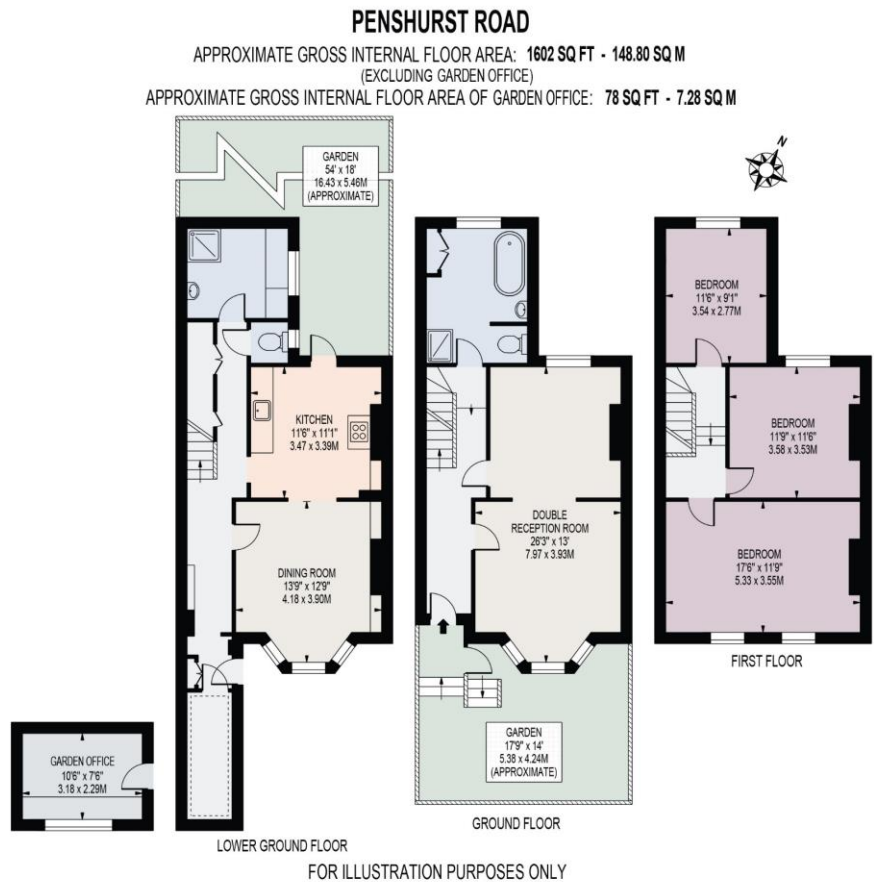 PENSHURST ROAD
APPROXIMATE GROSS INTERNAL FLOOR AREA: 1602 SQ FT - 148.80 SQ M
(EXCLUDING GARDEN OFFICE)
APPROXIMATE GROSS INTERNAL FLOOR AREA OF GARDEN OFFICE: 78 SQ FT - 7.28 SQ M
GARDEN
54' x 18'
16.43 x 5.46M
(APPROXIMATE)
N
KITCHEN
11'6" x 11'1"
3.47 x 3.39M
DINING ROOM
13'9" x 12'9"
4.18 x 3.90M
GARDEN OFFICE
10'6" x 7'6"
3.18 x 2.29M
LOWER GROUND FLOOR
DOUBLE
RECEPTION ROOM
26'3" x 13'
7.97 x 3.93M
GARDEN
17'9" x 14'
5.38 x 4.24M
(APPROXIMATE)
GROUND FLOOR
BEDROOM
11'6" x 9'1"
3.54 x 2.77M
BEDROOM
11'9" x 11'6"
3.58 x 3.53M
BEDROOM
17'6" x 11'9"
5.33 x 3.55M
FIRST FLOOR
FOR ILLUSTRATION PURPOSES ONLY